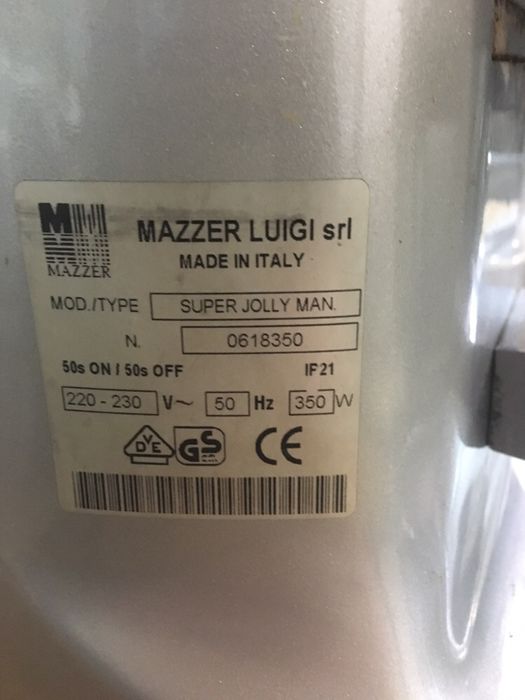 MAZZER
MAZZER LUIGI srl
MADE IN ITALY
MOD./TYPE SUPER JOLLY MAN.
N. 0618350
50s ON / 50s OFF IF21
220 - 230 V~ 50 Hz 350 W
DVE GS CE